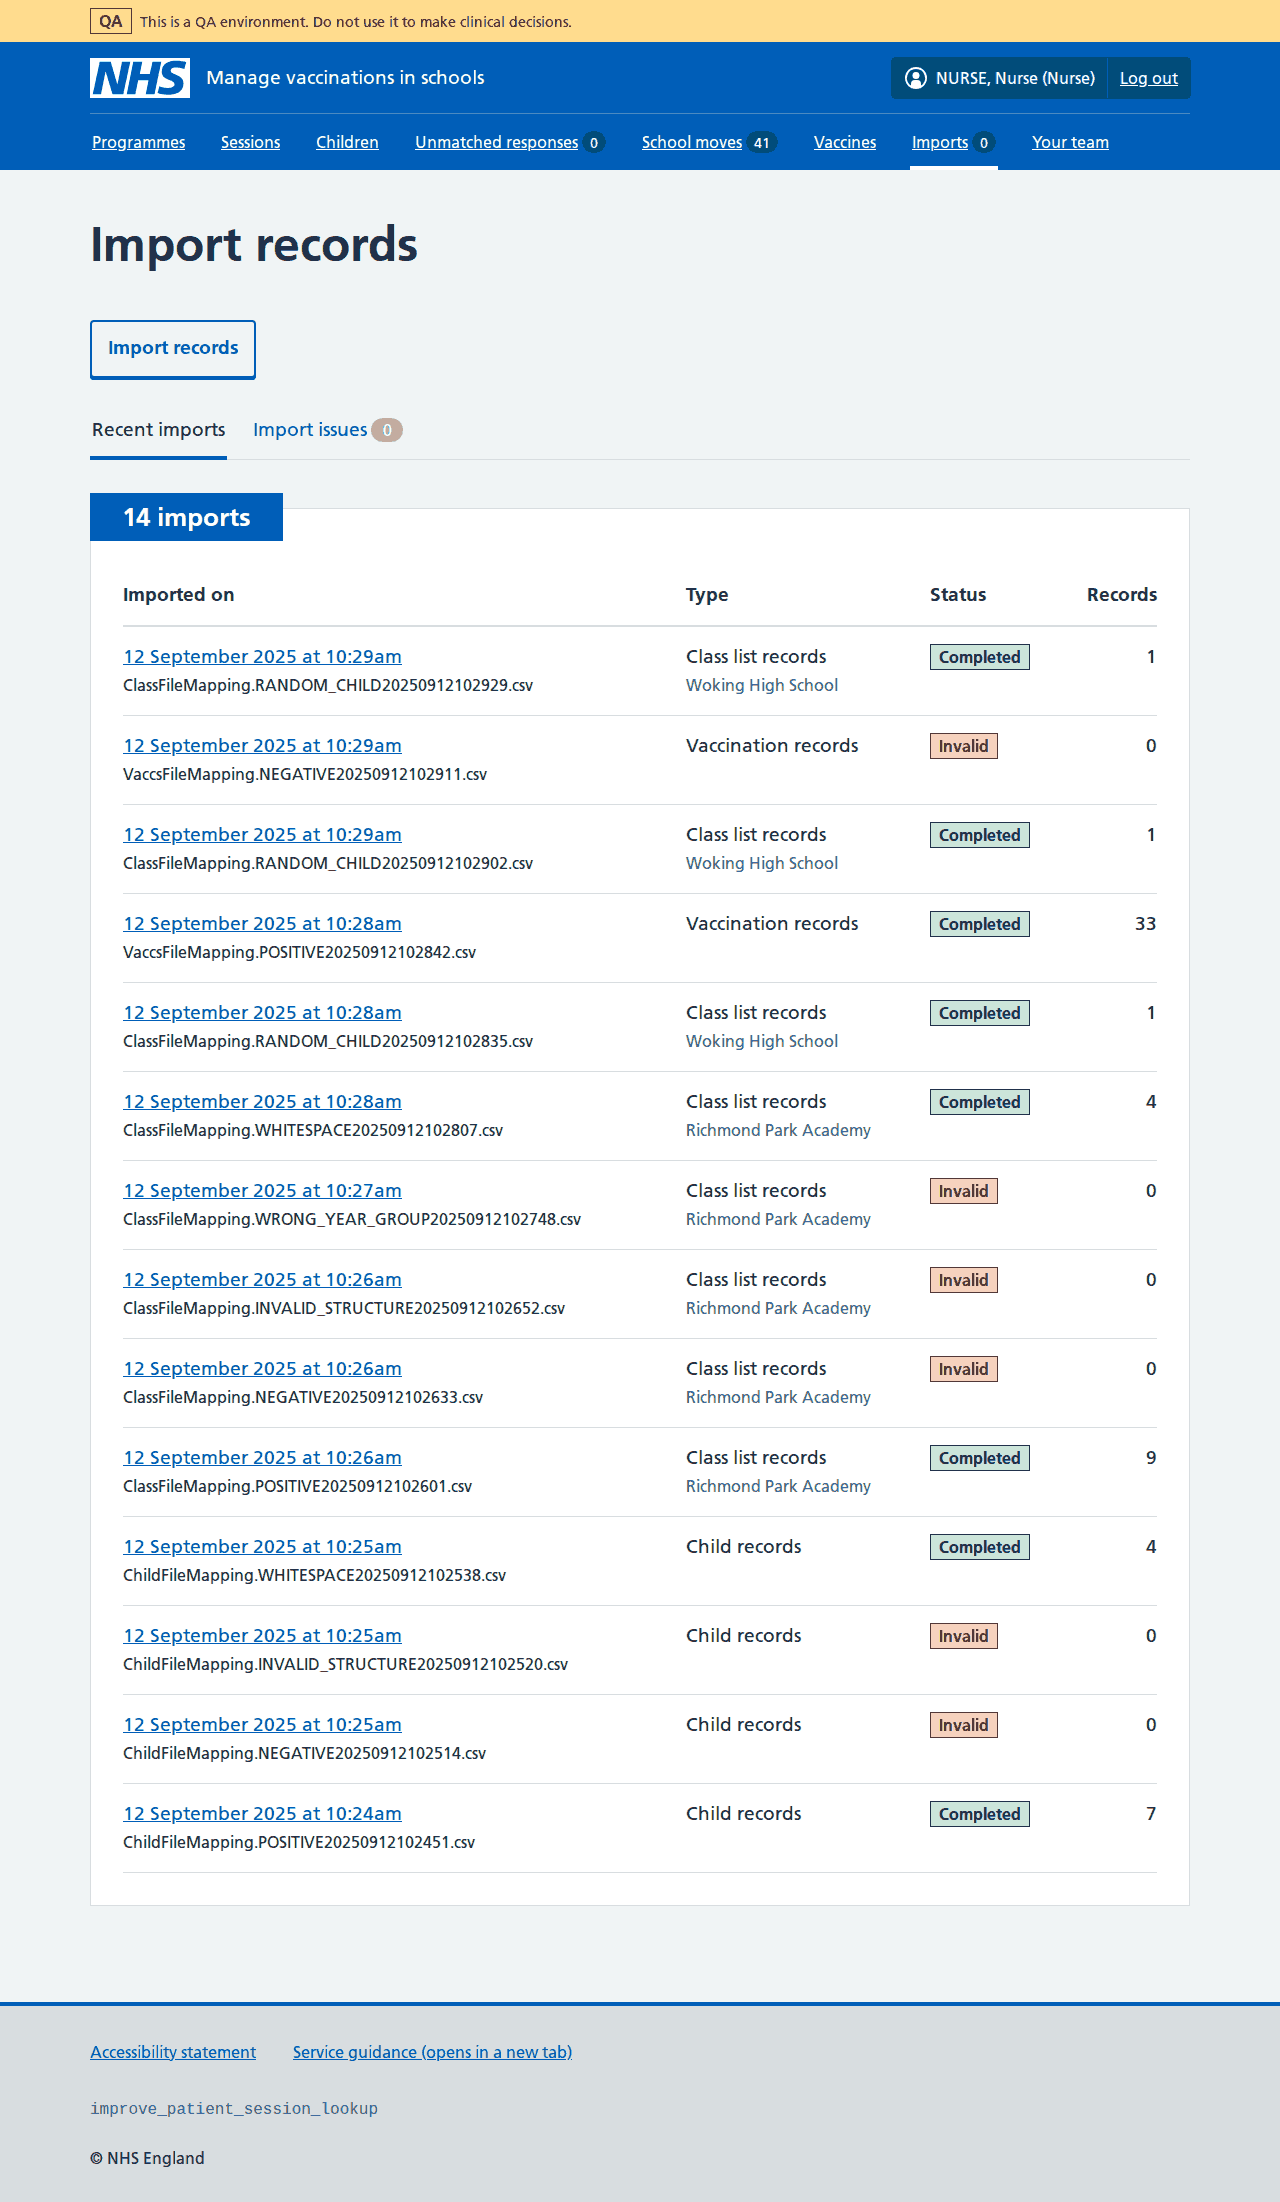 QA This is a QA environment. Do not use it to make clinical decisions.
NHS Manage vaccinations in schools NURSE, Nurse (Nurse) Log out
Programmes Sessions Children Unmatched responses 0 School moves 41 Vaccines Imports 0 Your team
Import records
Import records
Recent imports Import issues 0
14 imports
Imported on Type Status Records
12 September 2025 at 10:29am Class list records Completed 1
ClassFileMapping.RANDOM_CHILD20250912102929.csv Woking High School
12 September 2025 at 10:29am Vaccination records Invalid 0
VaccsFileMapping.NEGATIVE20250912102911.csv
12 September 2025 at 10:29am Class list records Completed 1
ClassFileMapping.RANDOM_CHILD20250912102902.csv Woking High School
12 September 2025 at 10:28am Vaccination records Completed 33
VaccsFileMapping.POSITIVE20250912102842.csv
12 September 2025 at 10:28am Class list records Completed 1
ClassFileMapping.RANDOM_CHILD20250912102835.csv Woking High School
12 September 2025 at 10:28am Class list records Completed 4
ClassFileMapping.WHITESPACE20250912102807.csv Richmond Park Academy
12 September 2025 at 10:27am Class list records Invalid 0
ClassFileMapping.WRONG_YEAR_GROUP20250912102748.csv Richmond Park Academy
12 September 2025 at 10:26am Class list records Invalid 0
ClassFileMapping.INVALID_STRUCTURE20250912102652.csv Richmond Park Academy
12 September 2025 at 10:26am Class list records Invalid 0
ClassFileMapping.NEGATIVE20250912102633.csv Richmond Park Academy
12 September 2025 at 10:26am Class list records Completed 9
ClassFileMapping.POSITIVE20250912102601.csv Richmond Park Academy
12 September 2025 at 10:25am Child records Completed 4
ChildFileMapping.WHITESPACE20250912102538.csv
12 September 2025 at 10:25am Child records Invalid 0
ChildFileMapping.INVALID_STRUCTURE20250912102520.csv
12 September 2025 at 10:25am Child records Invalid 0
ChildFileMapping.NEGATIVE20250912102514.csv
12 September 2025 at 10:24am Child records Completed 7
ChildFileMapping.POSITIVE20250912102451.csv
Accessibility statement Service guidance (opens in a new tab)
improve_patient_session_lookup
© NHS England